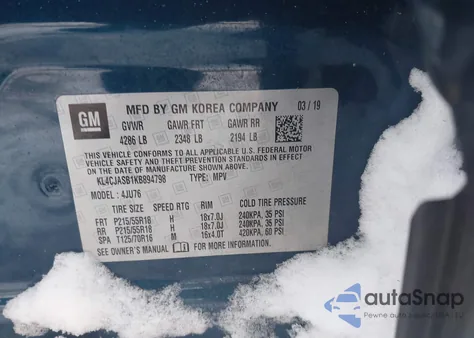 GM
MFD BY GM KOREA COMPANY 03/19
GVWR GAWR FRT GAWR RR
4286 LB 2348 LB 2194 LB
THIS VEHICLE CONFORMS TO ALL APPLICABLE U.S. FEDERAL MOTOR
VEHICLE SAFETY, BUMPER, AND THEFT PREVENTION STANDARDS IN
EFFECT ON THE DATE OF MANUFACTURE SHOWN ABOVE.
KL4CJASB1KB894798 TYPE: MPV
MODEL: 4JU76
TIRE SIZE SPEED RTG RIM COLD TIRE PRESSURE
FRT P215/55R18 H 18x7.0J 240KPA, 35 PSI
RR P215/55R18 H 18x7.0J 240KPA, 35 PSI
SPA T125/70R16 M 16x4.0T 420KPA, 60 PSI
SEE OWNER'S MANUAL FOR MORE INFORMATION.
autoSnap